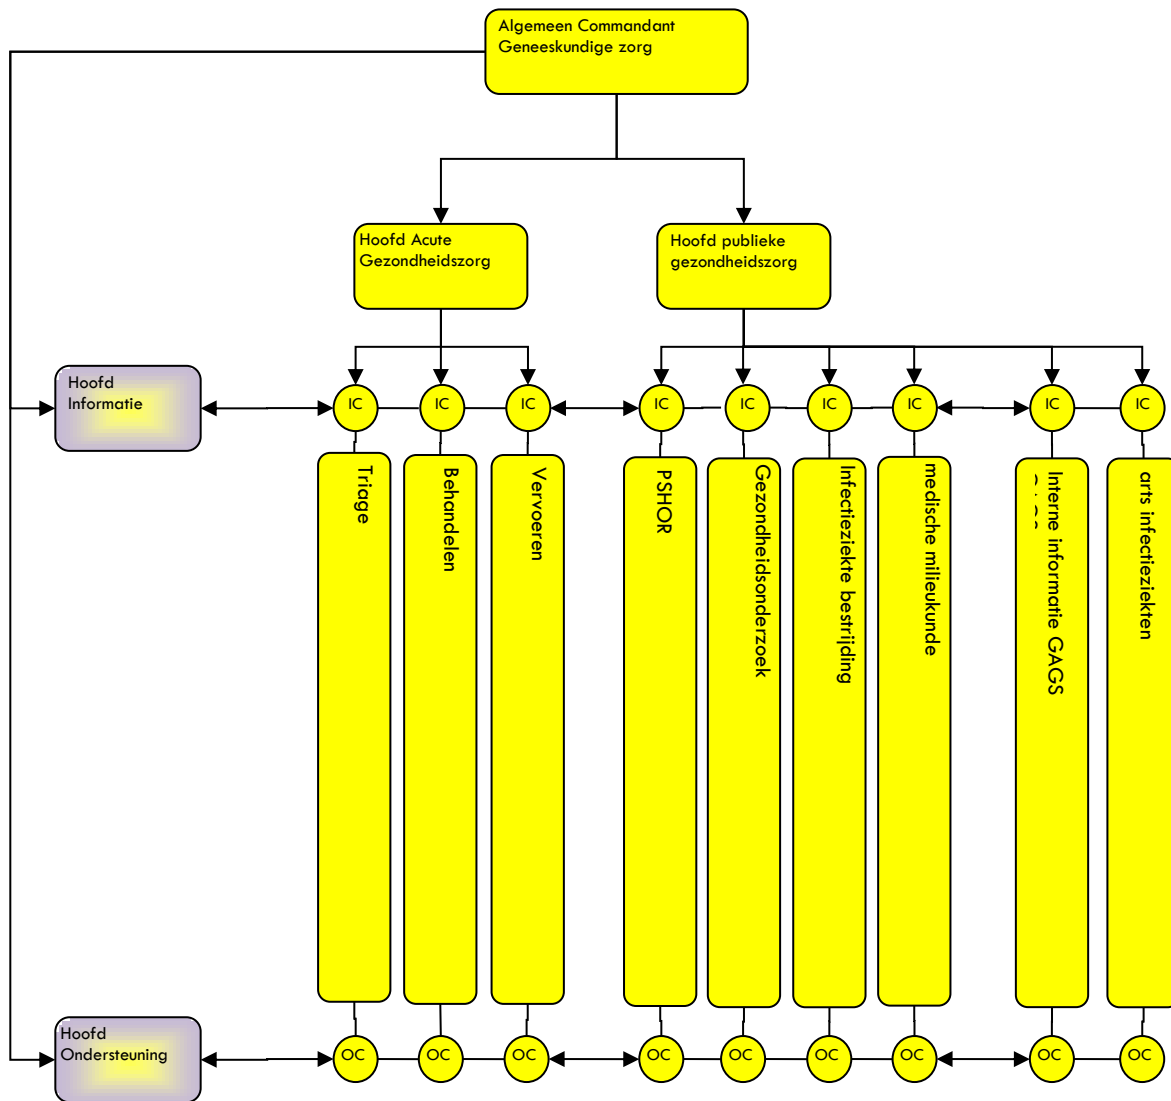 Algemeen Commandant
Geneeskundige zorg
Hoofd Acute
Gezondheidszorg
Hoofd publieke
gezondheidszorg
Hoofd
Informatie
IC
IC
IC
IC
IC
IC
IC
IC
IC
Triage
Behandelen
Vervoeren
PSHOR
Gezondheidsonderzoek
Infectieziekte bestrijding
medische milieukunde
Interne informatie GAGS
arts infectieziekten
Hoofd
Ondersteuning
OC
OC
OC
OC
OC
OC
OC
OC
OC